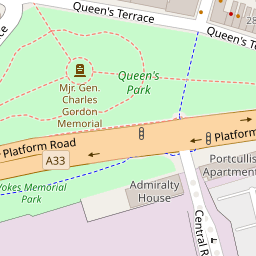 Queen's Terrace
Queen's Terrace
28
Queen's
Park
Mjr. Gen.
Charles
Gordon
Memorial
Platform Road
Platform
A33
Portcullis
Apartment
Vokes Memorial
Park
Admiralty
House
Central Ro